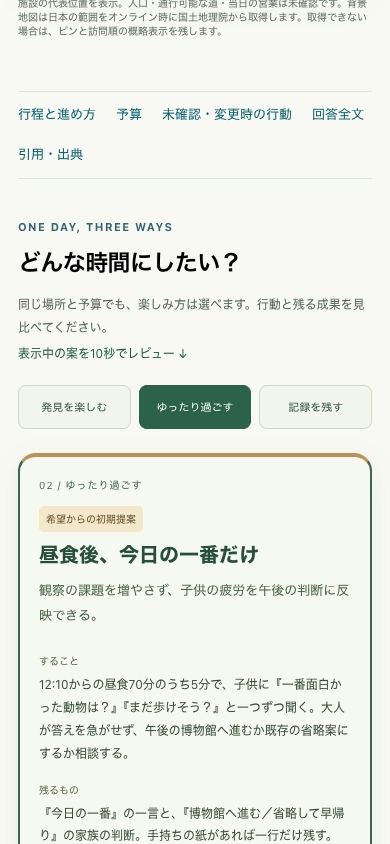 施設の代表位置を表示。入口・通行可能な道・当日の営業は未確認です。背景
地図は日本の範囲をオンライン時に国土地理院から取得します。取得できない
場合は、ピンと訪問順の概略表示を残します。
行程と進め方 予算 未確認・変更時の行動 回答全文
引用・出典
ONE DAY, THREE WAYS
どんな時間にしたい？
同じ場所と予算でも、楽しみ方は選べます。行動と残る成果を見
比べてください。
表示中の案を10秒でレビュー ↓
発見を楽しむ ゆったり過ごす 記録を残す
02 / ゆったり過ごす
希望からの初期提案
昼食後、今日の一番だけ
観察の課題を増やさず、子供の疲労を午後の判断に反
映できる。
すること
12:10からの昼食70分のうち5分で、子供に『一番面白か
った動物は？』『まだ歩けそう？』と一つずつ聞く。大人
が答えを急がせず、午後の博物館へ進むか既存の省略案に
するか相談する。
残るもの
『今日の一番』の一言と、『博物館へ進む／省略して早帰
り』の家族の判断。手持ちの紙があれば一行だけ残す。